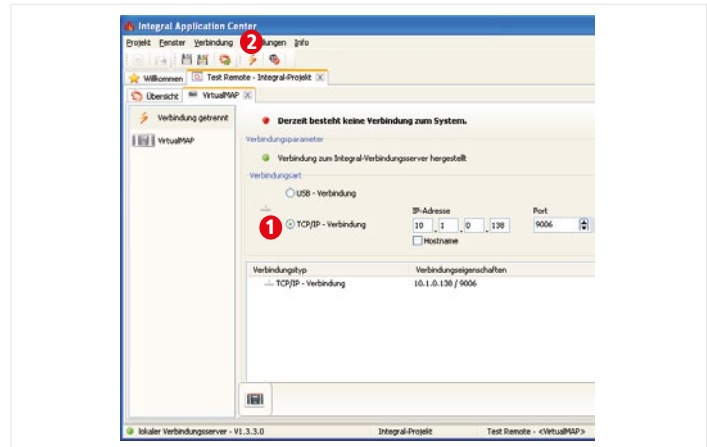 Integral Application Center
Projekt Fenster Verbindung 2 lungen Info
Willkommen Test Remote - Integral-Projekt
Übersicht VirtualMAP
Verbindung getrennt
Derzeit besteht keine Verbindung zum System.
VirtualMAP
Verbindungsparameter
Verbindung zum Integral-Verbindungsserver hergestellt
Verbindungsart
USB - Verbindung
IP-Adresse Port
1 TCP/IP - Verbindung 10 . 1 . 0 . 138 9006
Hostname
Verbindungstyp Verbindungseigenschaften
TCP/IP - Verbindung 10.1.0.138 / 9006
lokaler Verbindungsserver - V1.3.3.0 Integral-Projekt Test Remote - <VirtualMAP>